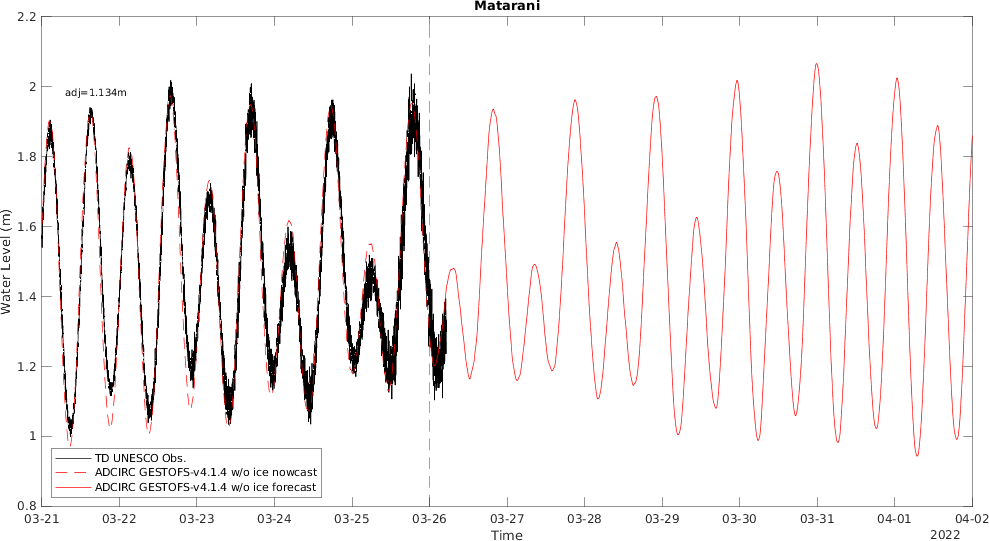 Matarani
2.2
2
1.8
1.6
1.4
1.2
1
0.8
Water Level (m)
adj=1.134m
TD UNESCO Obs.
ADCIRC GESTOFS-v4.1.4 w/o ice nowcast
ADCIRC GESTOFS-v4.1.4 w/o ice forecast
03-21 03-22 03-23 03-24 03-25 03-26 03-27 03-28 03-29 03-30 03-31 04-01 04-02
Time
2022